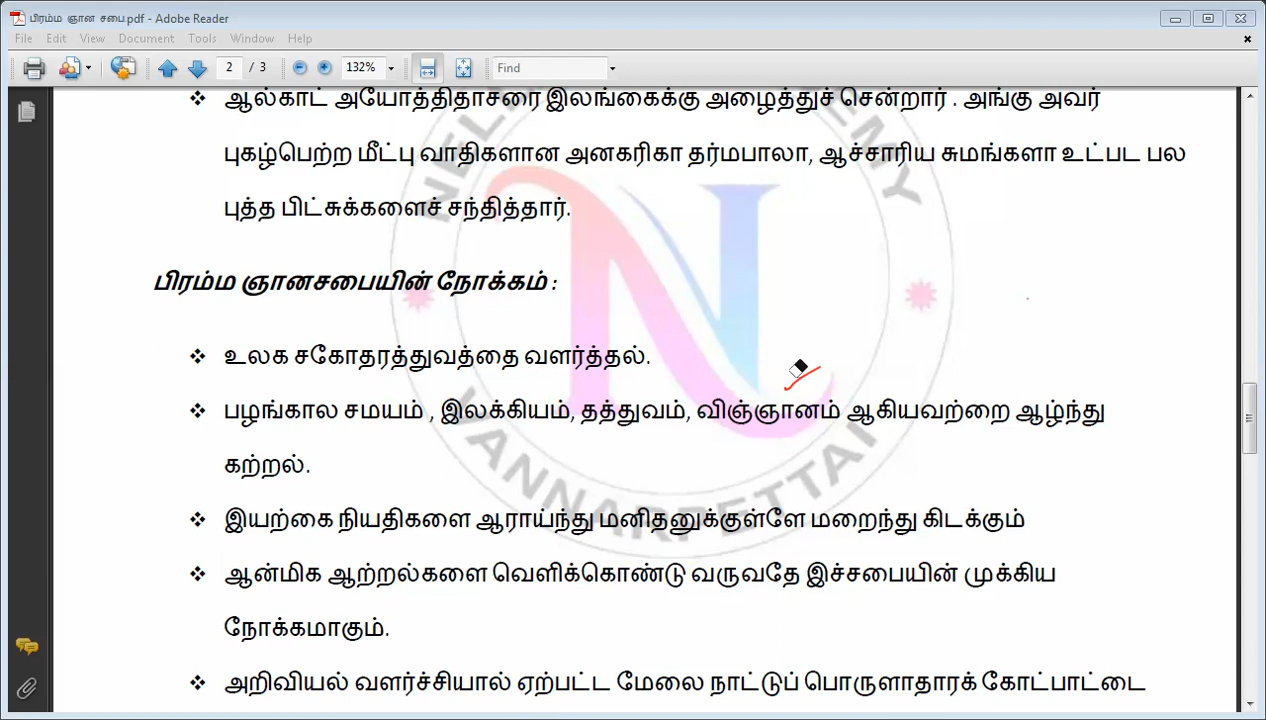 பிரம்ம ஞான சபை.pdf - Adobe Reader
File Edit View Document Tools Window Help
2 / 3 132% Find
ஆல்காட் அயோத்திதாசரை இலங்கைக்கு அழைத்துச் சென்றார் . அங்கு அவர்
புகழ்பெற்ற மீட்பு வாதிகளான அனகரிகா தர்மபாலா, ஆச்சாரிய சுமங்களா உட்பட பல
புத்த பிட்சுக்களைச் சந்தித்தார்.
பிரம்ம ஞானசபையின் நோக்கம் :
❖ உலக சகோதரத்துவத்தை வளர்த்தல்.
❖ பழங்கால சமயம் , இலக்கியம், தத்துவம், விஞ்ஞானம் ஆகியவற்றை ஆழ்ந்து
கற்றல்.
❖ இயற்கை நியதிகளை ஆராய்ந்து மனிதனுக்குள்ளே மறைந்து கிடக்கும்
❖ ஆன்மிக ஆற்றல்களை வெளிக்கொண்டு வருவதே இச்சபையின் முக்கிய
நோக்கமாகும்.
❖ அறிவியல் வளர்ச்சியால் ஏற்பட்ட மேலை நாட்டுப் பொருளாதாரக் கோட்பாட்டை
VANNARPETTAI